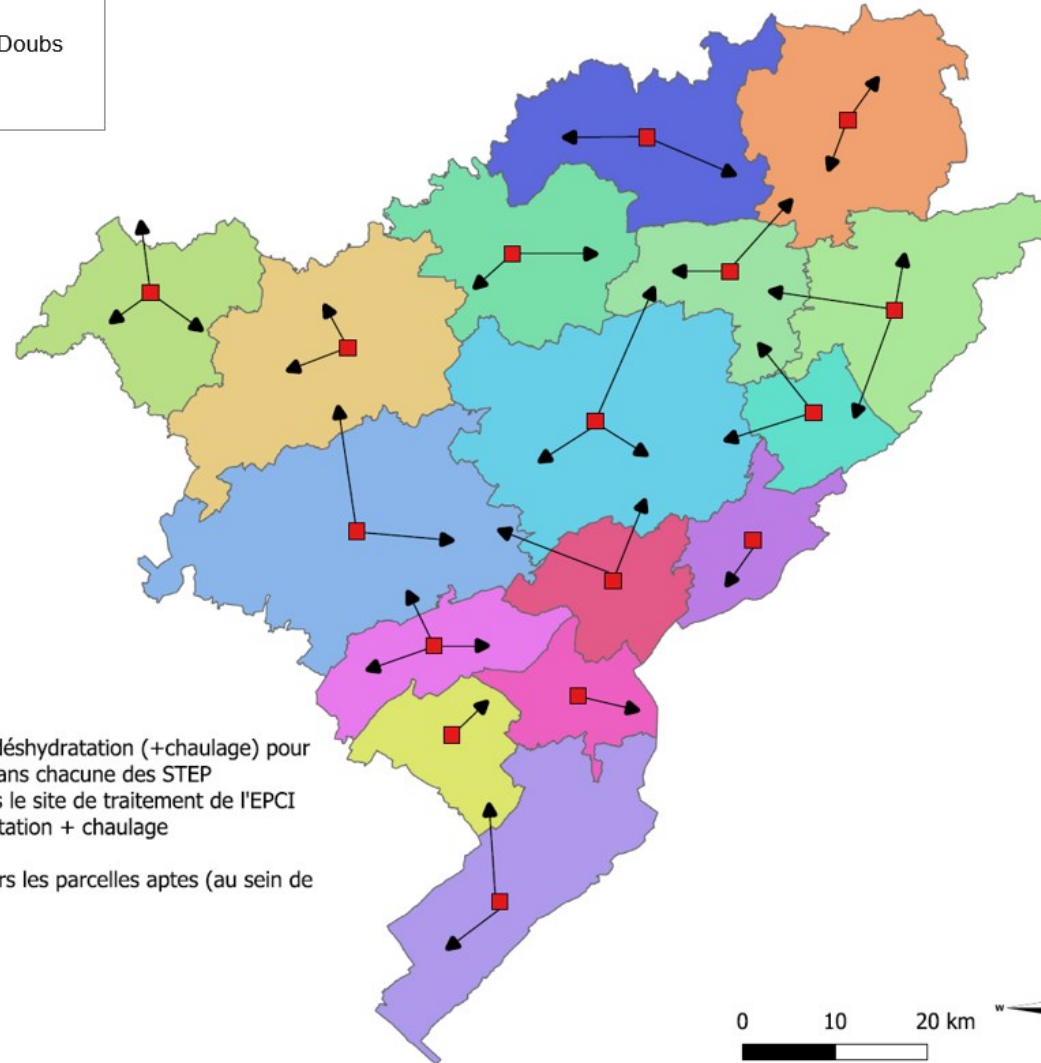 Doubs
déshydratation (+chaulage) pour
ans chacune des STEP
s le site de traitement de l'EPCI
tation + chaulage
rs les parcelles aptes (au sein de
0 10 20 km
w